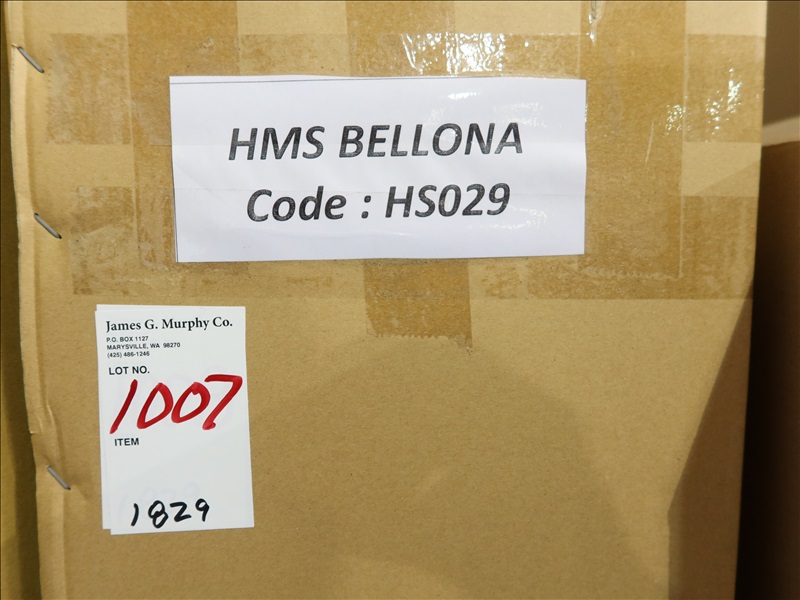 HMS BELLONA
Code : HS029
James G. Murphy Co.
P.O. BOX 1127
MARYSVILLE, WA 98270
(425) 486-1246
LOT NO.
1007
ITEM
1829